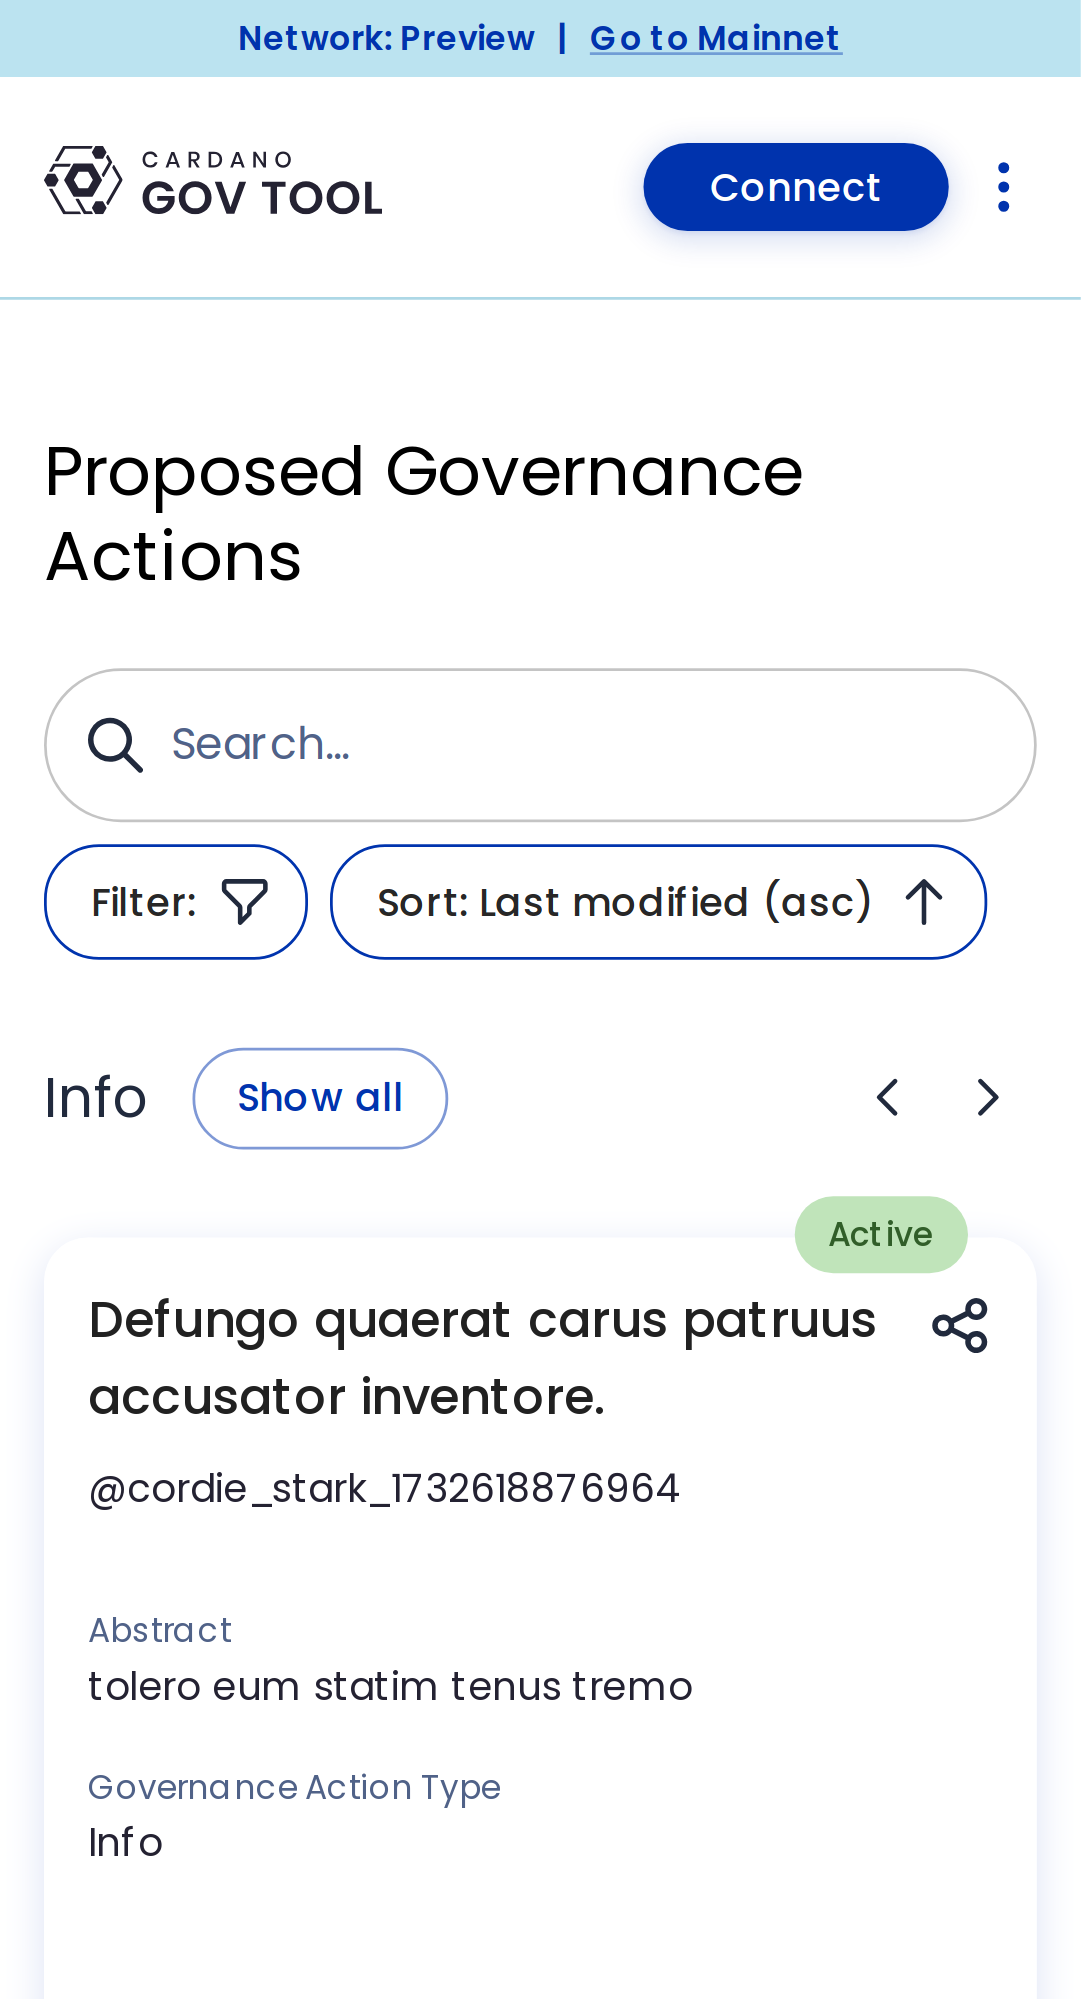 Network: Preview | Go to Mainnet
CARDANO
GOV TOOL
Connect
Proposed Governance
Actions
Search...
Filter:
Sort: Last modified (asc)
Info
Show all
Active
Defungo quaerat carus patruus
accusator inventore.
@cordie_stark_1732618876964
Abstract
tolero eum statim tenus tremo
Governance Action Type
Info